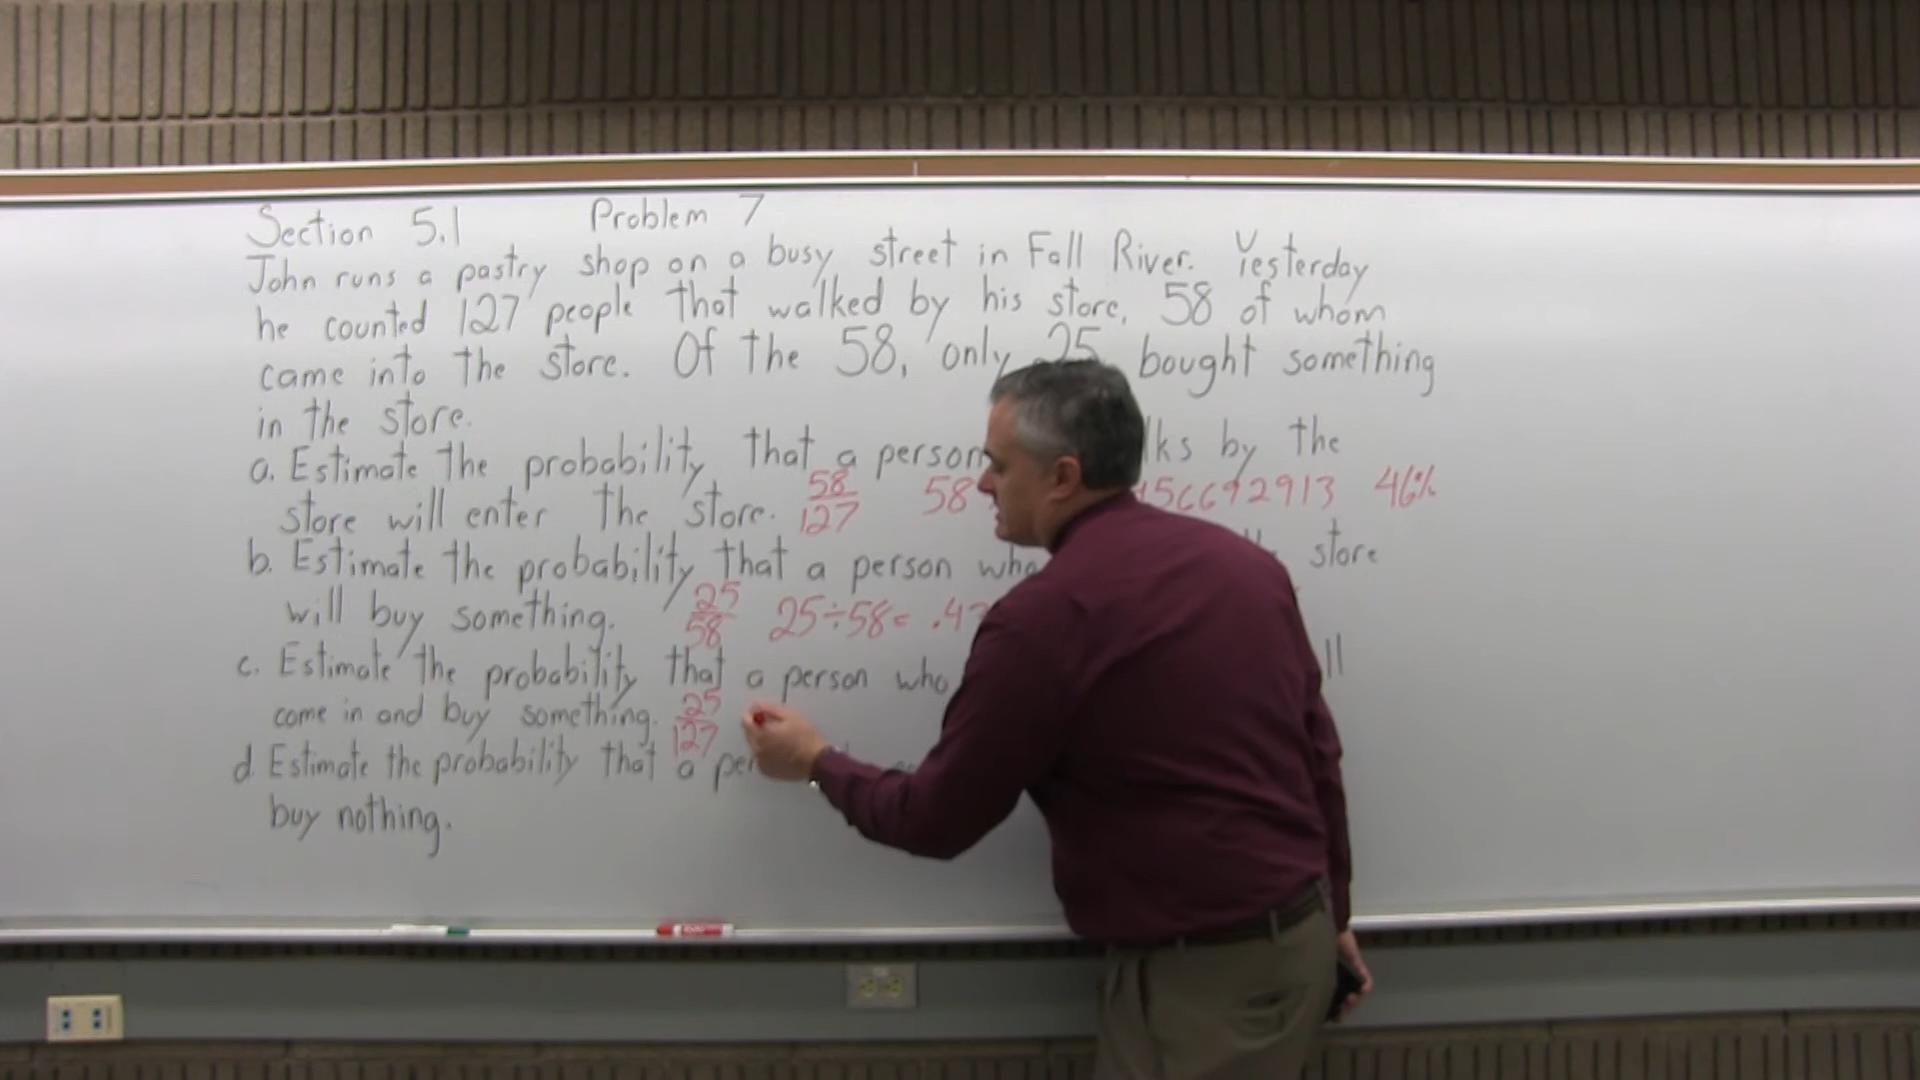 Section 5.1 Problem 7
John runs a pastry shop on a busy street in Fall River. Yesterday
he counted 127 people that walked by his store, 58 of whom
came into the store. Of the 58, only 25 bought something
in the store.
a. Estimate the probability that a person lks by the
store will enter the store. 58/127 58 456692913 46%
b. Estimate the probability that a person who store
will buy something. 25/58 25÷58= .43
c. Estimate the probability that a person who ll
come in and buy something. 25/127
d. Estimate the probability that a per
buy nothing.